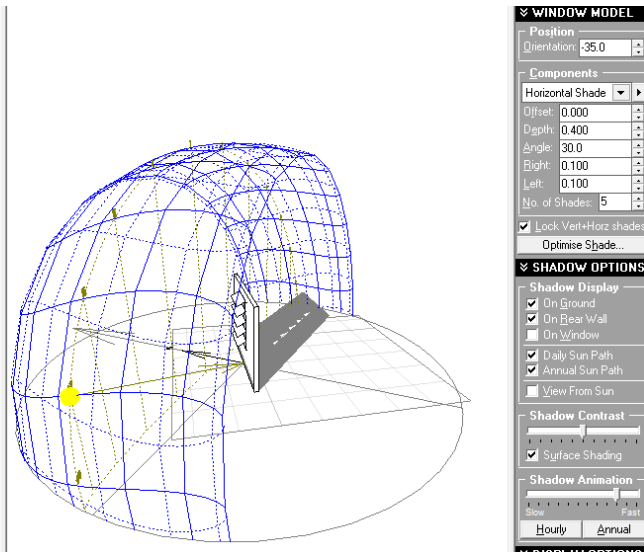 WINDOW MODEL
Position
Orientation: -35.0
Components
Horizontal Shade
Offset: 0.000
Depth: 0.400
Angle: 30.0
Right: 0.100
Left: 0.100
No. of Shades: 5
Lock Vert+Horz shades
Optimise Shade...
SHADOW OPTIONS
Shadow Display
On Ground
On Rear Wall
On Window
Daily Sun Path
Annual Sun Path
View From Sun
Shadow Contrast
Surface Shading
Shadow Animation
Slow Fast
Hourly Annual
DISPLAY OPTIONS